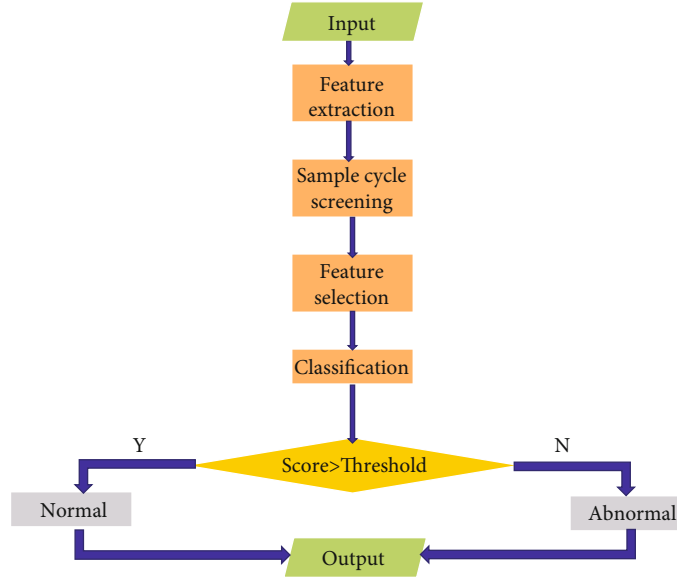 Input
Feature
extraction
Sample cycle
screening
Feature
selection
Classification
Y
N
Score>Threshold
Normal
Abnormal
Output